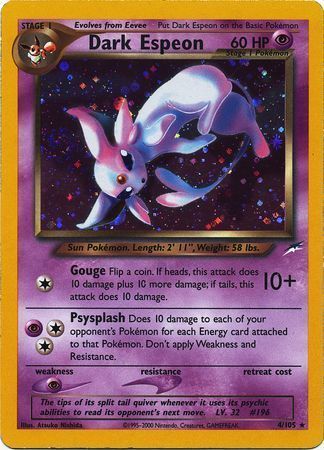 STAGE 1 Evolves from Eevee Put Dark Espeon on the Basic Pokémon
Dark Espeon 60 HP
Stage 1 Pokémon
Sun Pokémon. Length: 2' 11", Weight: 58 lbs.
Gouge Flip a coin. If heads, this attack does
10 damage plus 10 more damage; if tails, this
attack does 10 damage.
10+
Psysplash Does 10 damage to each of your
opponent's Pokémon for each Energy card attached
to that Pokémon. Don't apply Weakness and
Resistance.
weakness resistance retreat cost
The tips of its split tail quiver whenever it uses its psychic
abilities to read its opponent's next move. LV. 32 #196
Illus. Atsuko Nishida ©1995-2000 Nintendo, Creatures, GAMEFREAK. 4/105 ★